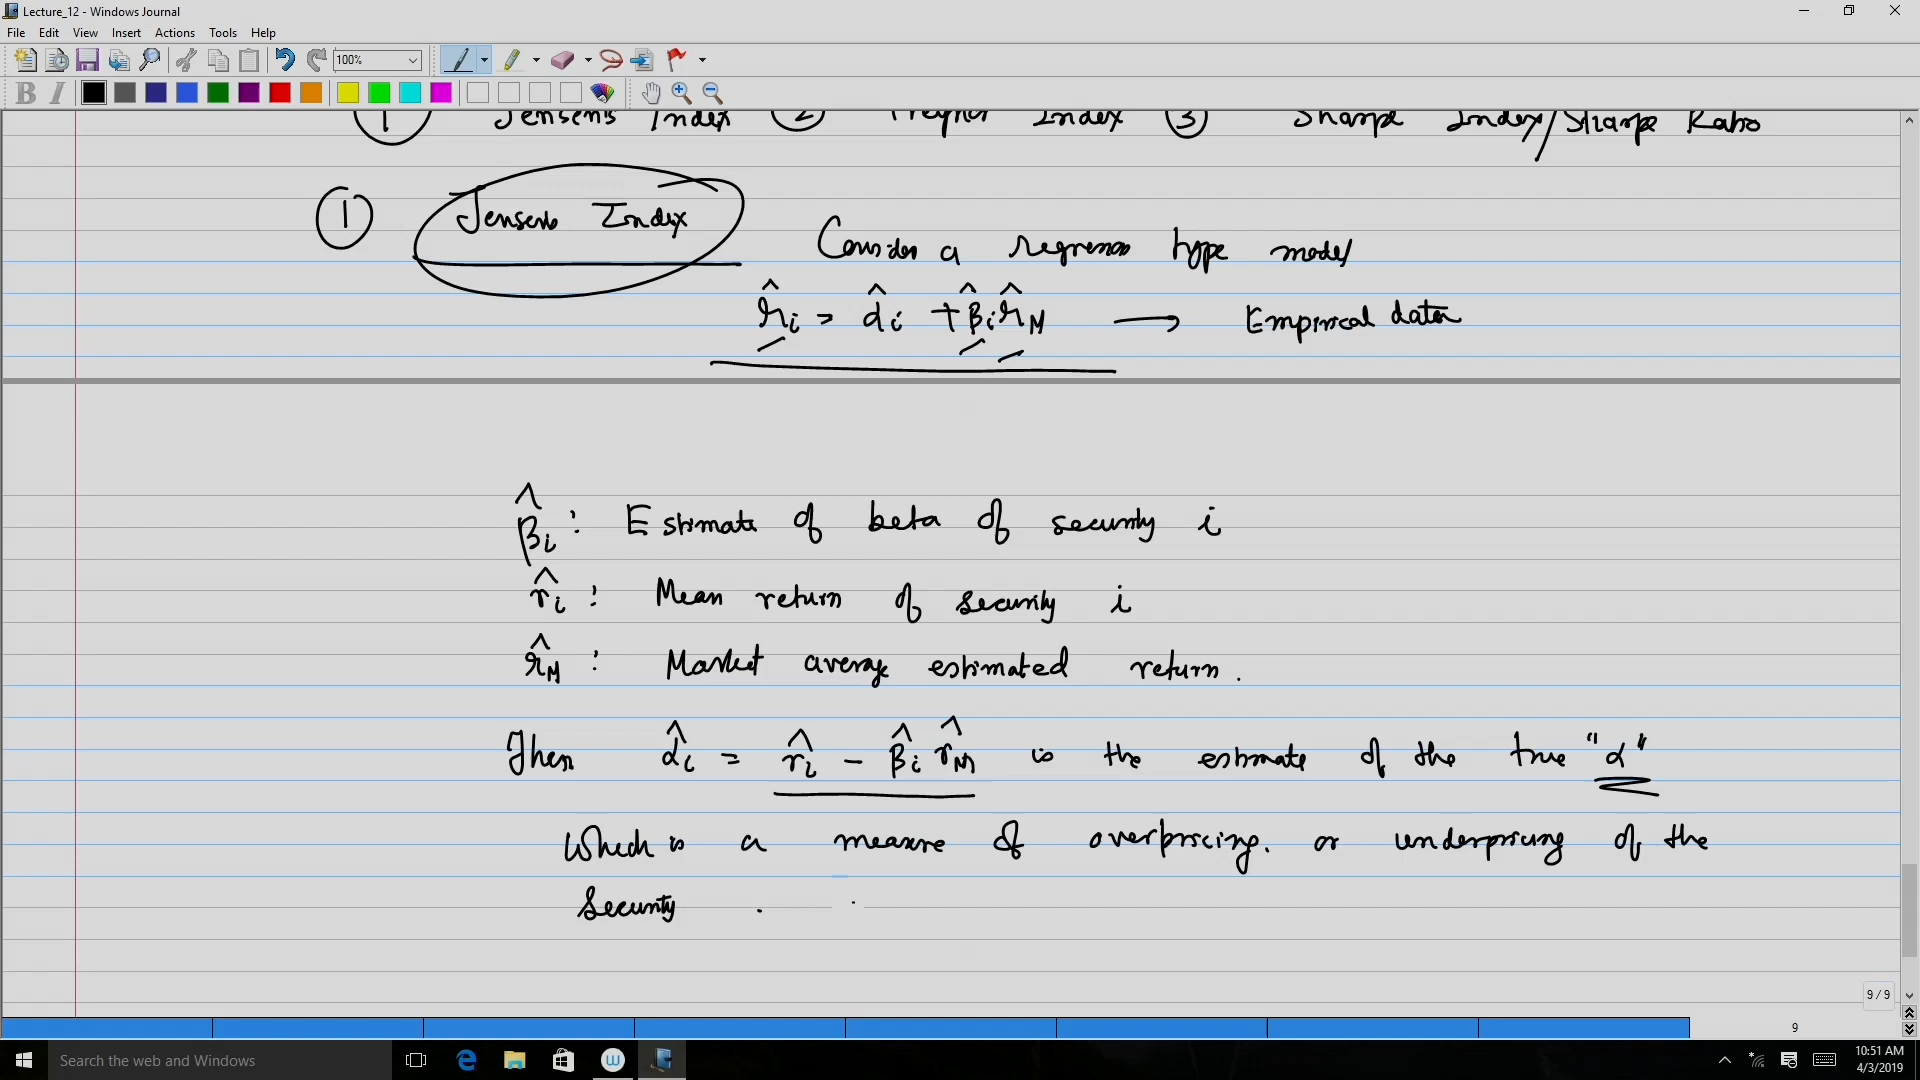 Lecture_12 - Windows Journal
File Edit View Insert Actions Tools Help
100%
B I
1 Jensen's Index 2 Treynor Index 3 Sharpe Index/Sharpe Ratio
1 Jensen's Index Consider a regression type model
r̂i = α̂i + β̂i r̂M → Empirical data
β̂i : Estimate of beta of security i
r̂i : Mean return of security i
r̂M : Market average estimated return.
Then α̂i = r̂i - β̂i r̂M is the estimate of the true "α"
Which is a measure of overpricing. or underpricing of the
Security .
9 / 9
9
Search the web and Windows
10:51 AM
4/3/2019